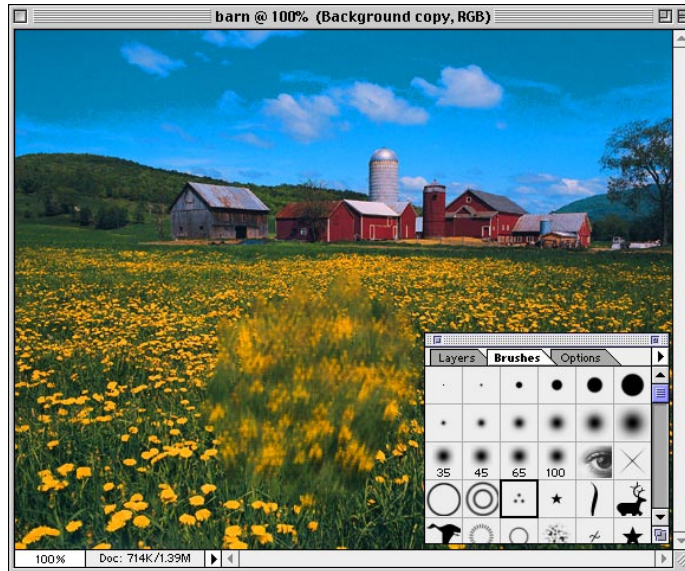 barn @ 100% (Background copy, RGB)
Layers Brushes Options
35 45 65 100
100% Doc: 714K/1.39M